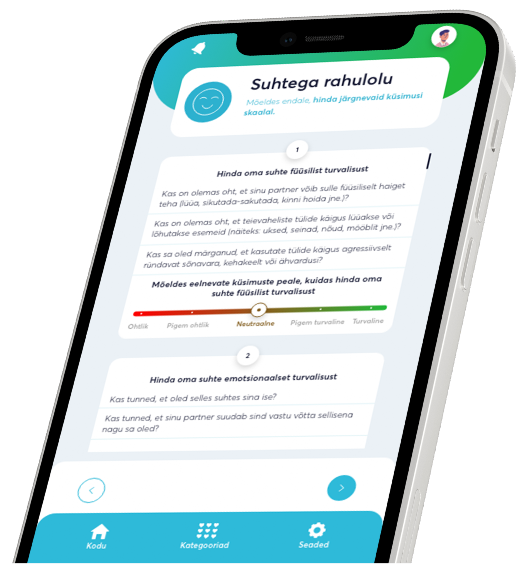 Suhtega rahulolu
Mõeldes endale, hinda järgnevaid küsimusi
skaalal.
1
Hinda oma suhte füüsilist turvalisust
Kas on olemas oht, et sinu partner võib sulle füüsiliselt haiget
teha (lüüa, sikutada-sakutada, kinni hoida jne.)?
Kas on olemas oht, et teievaheliste tülide käigus lüüakse või
lõhutakse esemeid (näiteks: uksed, seinad, nõud, mööblit jne.)?
Kas sa oled märganud, et kasutate tülide käigus agressiivselt
ründavat sõnavara, kehakeelt või ähvardusi?
Mõeldes eelnevate küsimuste peale, kuidas hinda oma
suhte füüsilist turvalisust
Ohtlik Pigem ohtlik Neutraalne Pigem turvaline Turvaline
2
Hinda oma suhte emotsionaalset turvalisust
Kas tunned, et oled selles suhtes sina ise?
Kas tunned, et sinu partner suudab sind vastu võtta sellisena
nagu sa oled?
Kodu Kategooriad Seaded